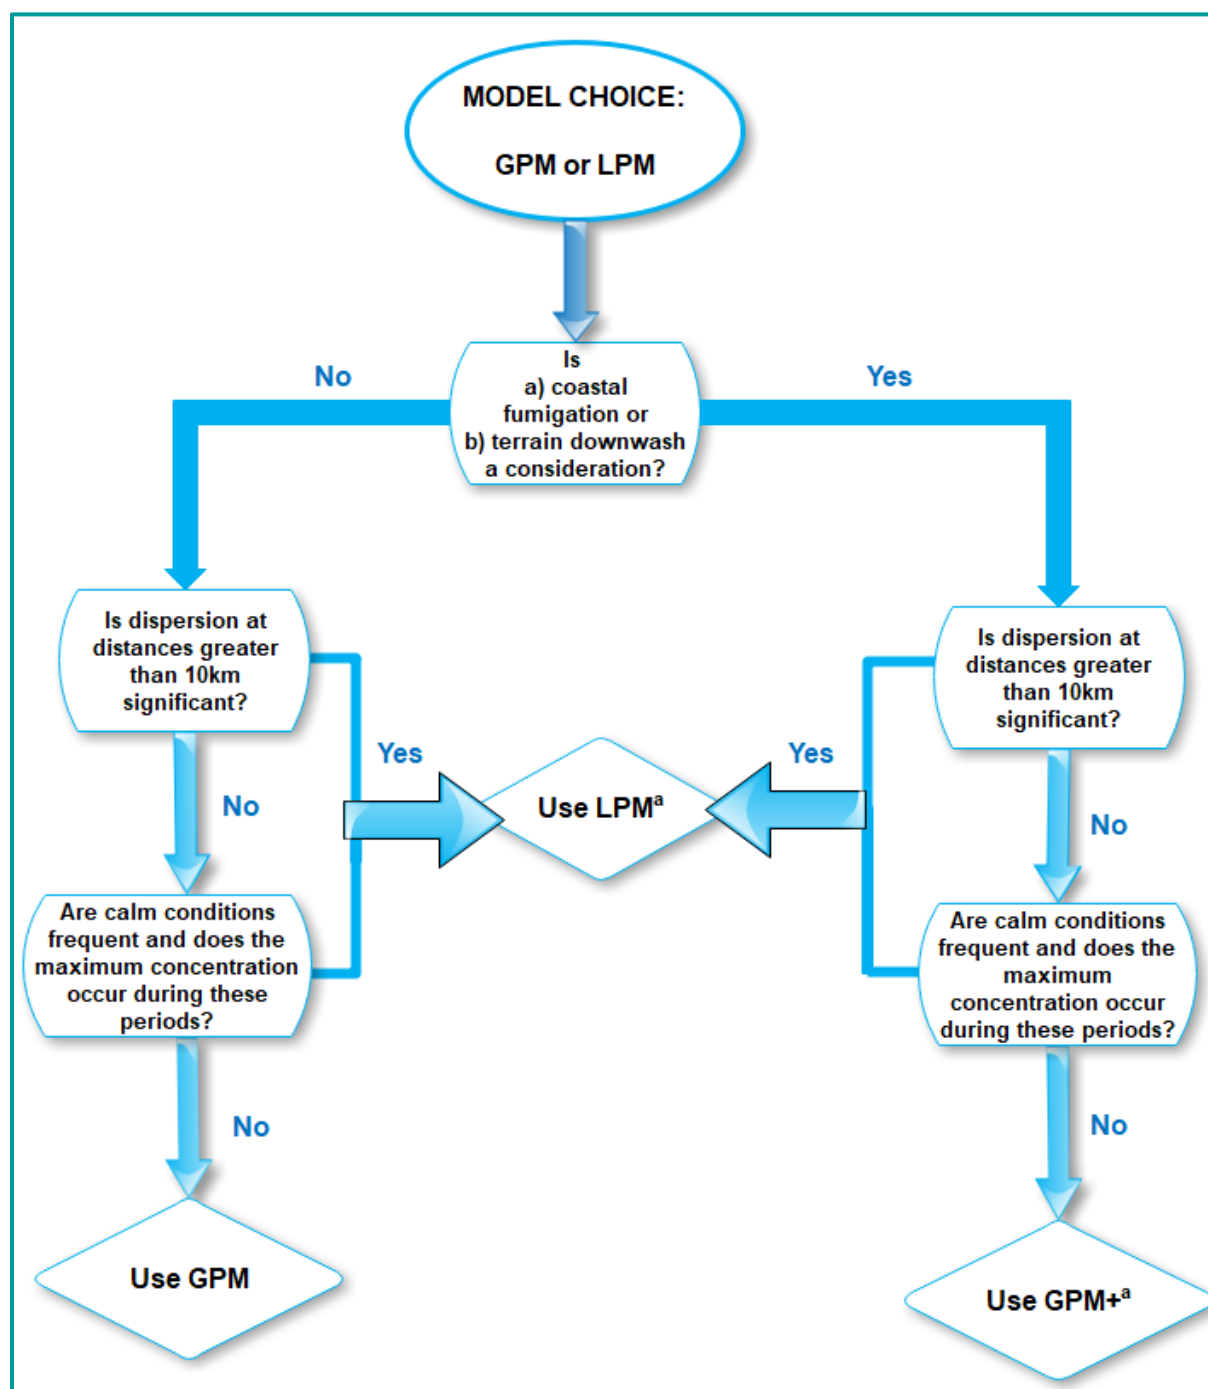 MODEL CHOICE:
GPM or LPM
Is
a) coastal
fumigation or
b) terrain downwash
a consideration?
No
Yes
Is dispersion at
distances greater
than 10km
significant?
Is dispersion at
distances greater
than 10km
significant?
Yes
Yes
Use LPMᵃ
No
No
Are calm conditions
frequent and does the
maximum concentration
occur during these
periods?
Are calm conditions
frequent and does the
maximum
concentration occur
during these periods?
No
No
Use GPM
Use GPM+ᵃ